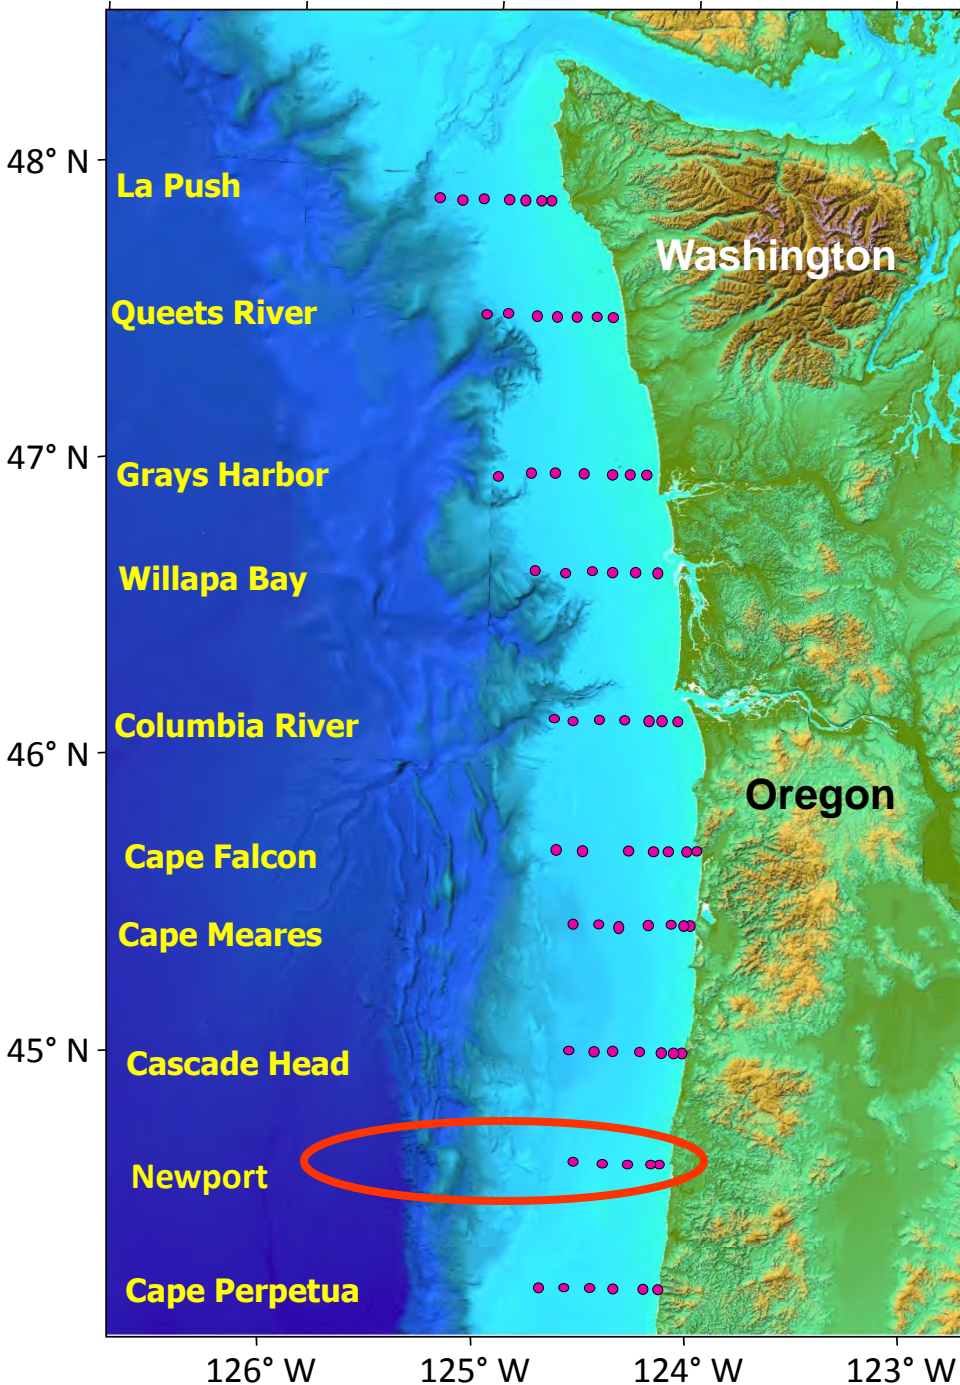 48° N
La Push
Washington
Queets River
47° N
Grays Harbor
Willapa Bay
Columbia River
46° N
Oregon
Cape Falcon
Cape Meares
45° N
Cascade Head
Newport
Cape Perpetua
126° W 125° W 124° W 123° W